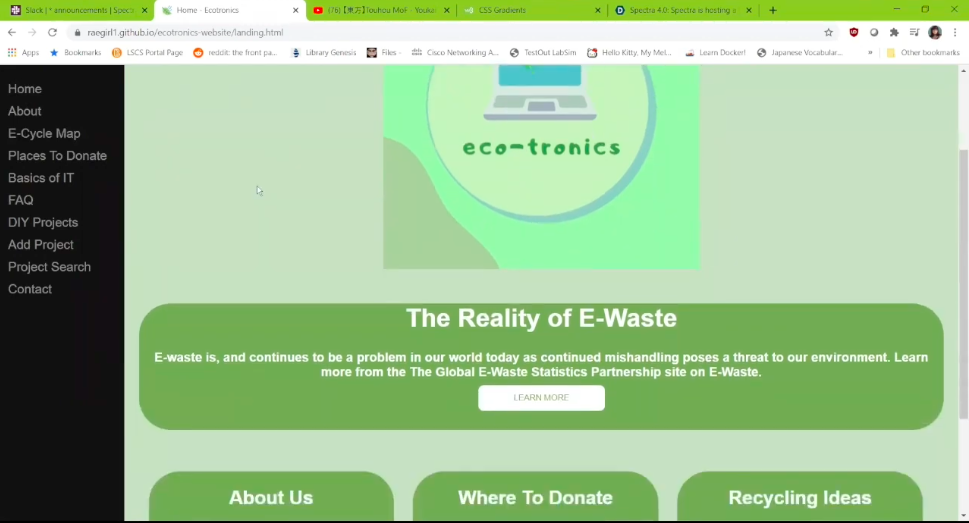 Slack | * announcements | Spect
Home - Ecotronics
(76) 【東方】Touhou MoF - Youkai
CSS Gradients
Spectra 4.0: Spectra is hosting a
raegirl1.github.io/ecotronics-website/landing.html
Apps
Bookmarks
LSCS Portal Page
reddit: the front pa...
Library Genesis
Files -
Cisco Networking A...
TestOut LabSim
Hello Kitty, My Mel...
Learn Docker!
Japanese Vocabular...
»
Other bookmarks
Home
About
E-Cycle Map
Places To Donate
Basics of IT
FAQ
DIY Projects
Add Project
Project Search
Contact
eco-tronics
The Reality of E-Waste
E-waste is, and continues to be a problem in our world today as continued mishandling poses a threat to our environment. Learn
more from the The Global E-Waste Statistics Partnership site on E-Waste.
LEARN MORE
About Us
Where To Donate
Recycling Ideas